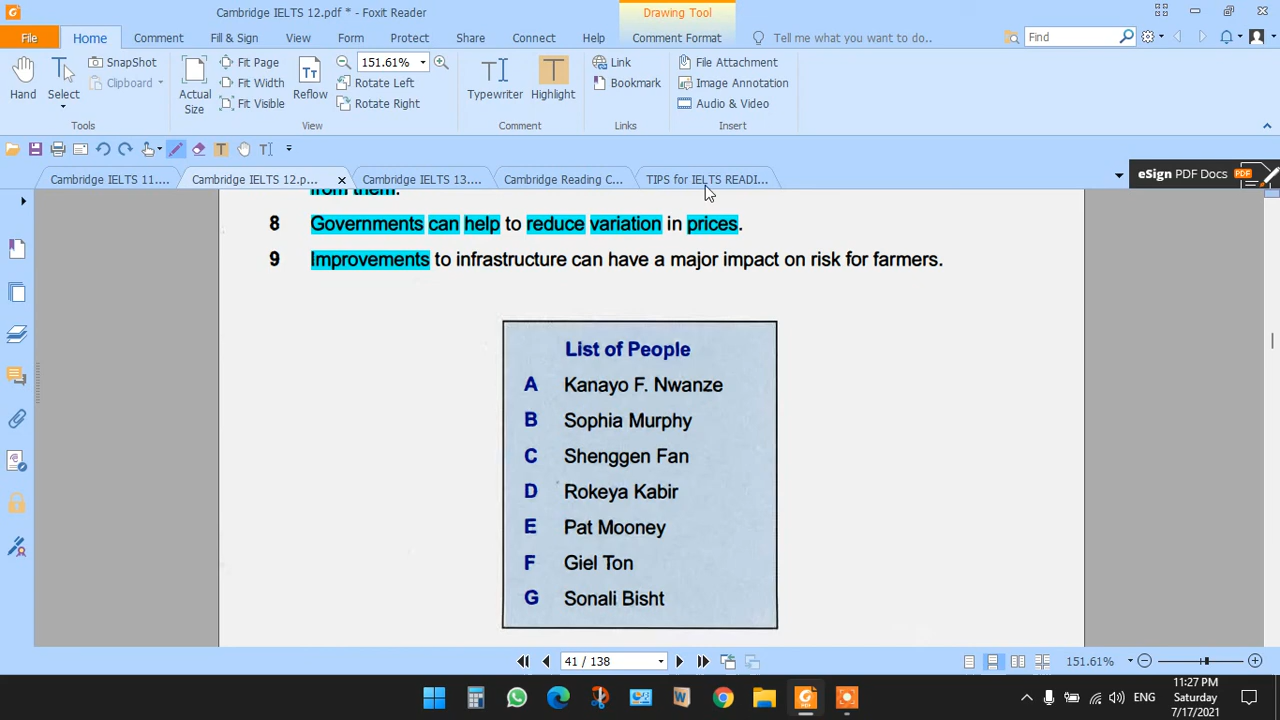 Cambridge IELTS 12.pdf * - Foxit Reader
Drawing Tool
File Home Comment Fill & Sign View Form Protect Share Connect Help Comment Format Tell me what you want to do... Find
Hand
Select
SnapShot
Clipboard
Tools
Actual Size
Fit Page
Fit Width
Fit Visible
Reflow
151.61%
Rotate Left
Rotate Right
View
Typewriter
Highlight
Comment
Link
Bookmark
Links
File Attachment
Image Annotation
Audio & Video
Insert
Cambridge IELTS 11.... Cambridge IELTS 12.p... Cambridge IELTS 13.... Cambridge Reading C... TIPS for IELTS READI...
eSign PDF Docs PDF
from them.
8 Governments can help to reduce variation in prices.
9 Improvements to infrastructure can have a major impact on risk for farmers.
List of People
A Kanayo F. Nwanze
B Sophia Murphy
C Shenggen Fan
D Rokeya Kabir
E Pat Mooney
F Giel Ton
G Sonali Bisht
41 / 138
151.61%
ENG
11:27 PM
Saturday
7/17/2021